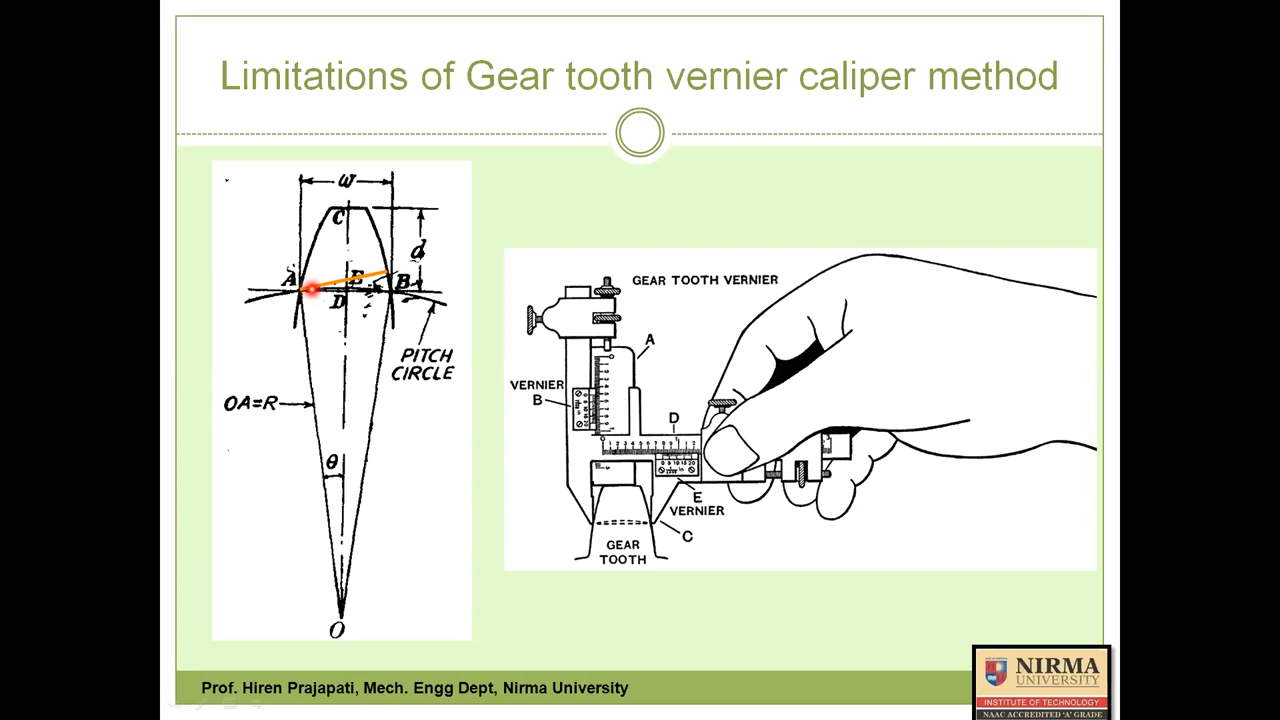 Limitations of Gear tooth vernier caliper method
w
C
d
A
E
B
D
PITCH
CIRCLE
OA=R
θ
O
GEAR TOOTH VERNIER
A
VERNIER
B
D
E
VERNIER
C
GEAR
TOOTH
Prof. Hiren Prajapati, Mech. Engg Dept, Nirma University
NIRMA
UNIVERSITY
INSTITUTE OF TECHNOLOGY
NAAC ACCREDITED 'A' GRADE